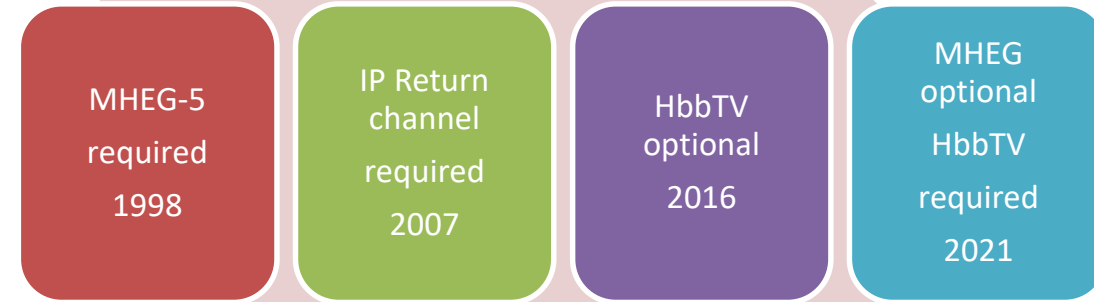 MHEG-5
required
1998
IP Return
channel
required
2007
HbbTV
optional
2016
MHEG
optional
HbbTV
required
2021